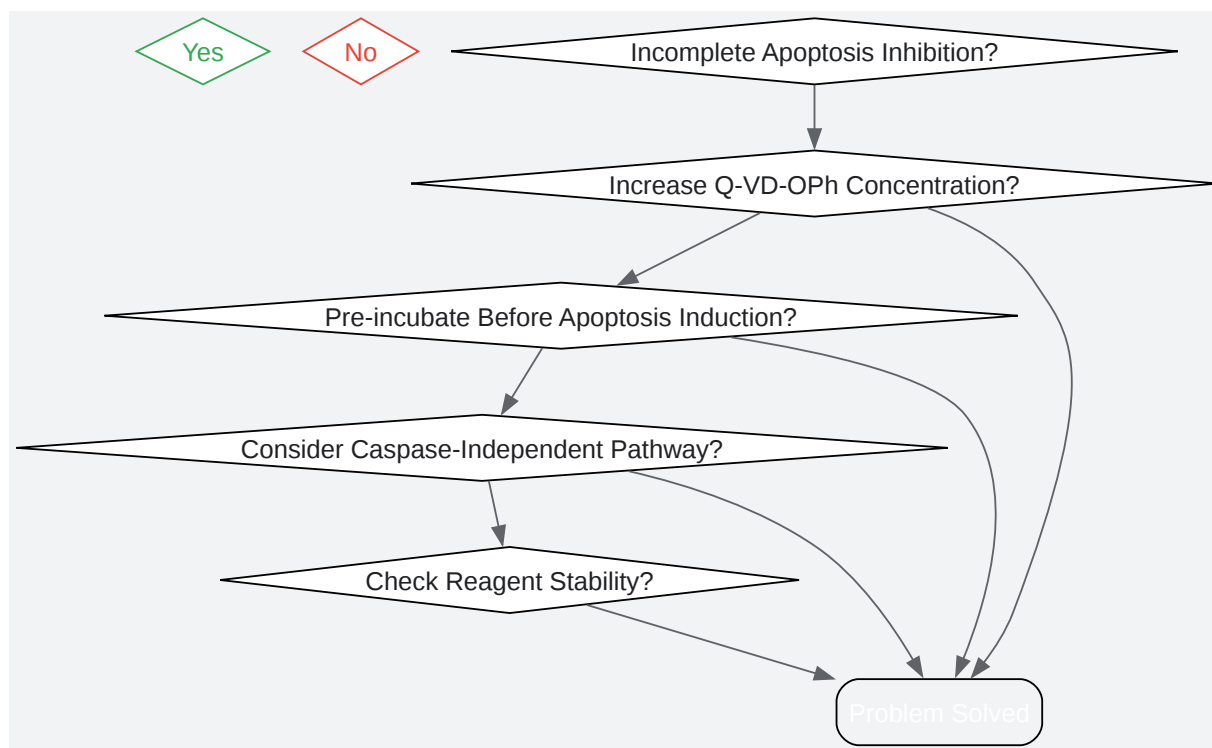 Yes
No
Incomplete Apoptosis Inhibition?
Increase Q-VD-OPh Concentration?
Pre-incubate Before Apoptosis Induction?
Consider Caspase-Independent Pathway?
Check Reagent Stability?
Problem Solved